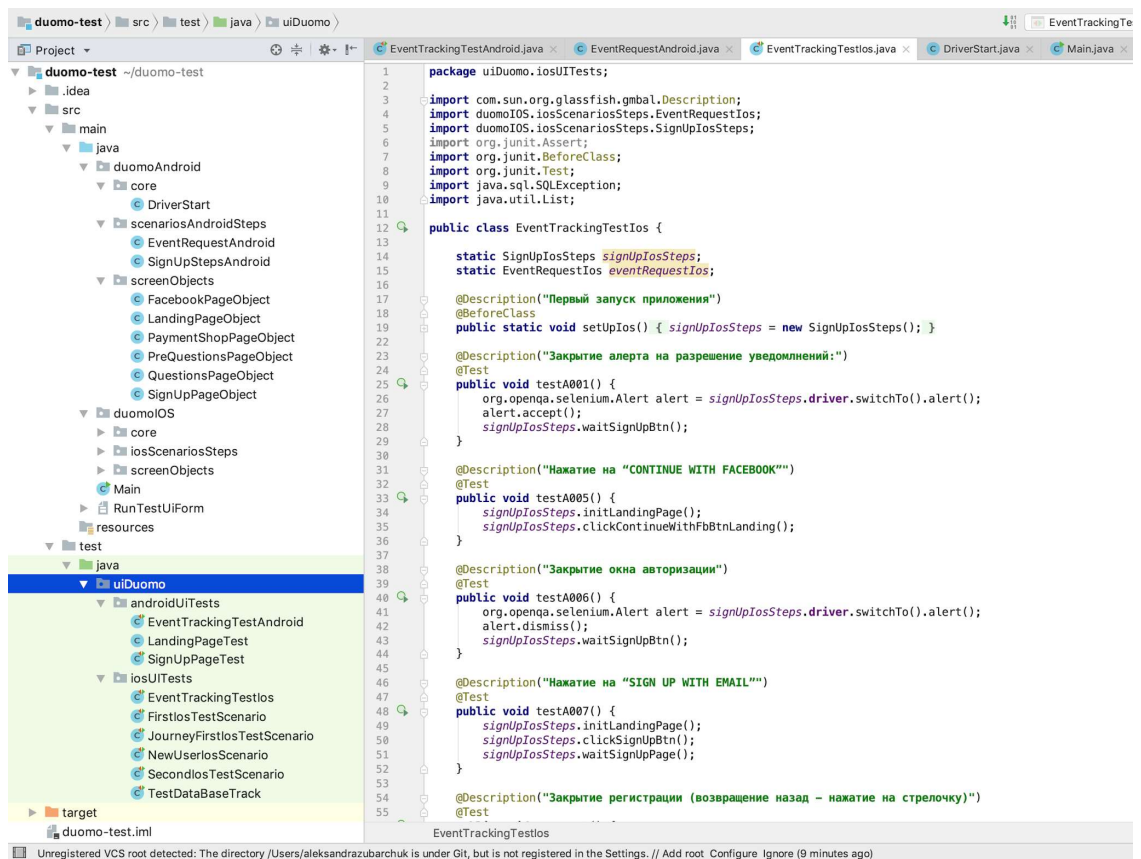 duomo-test src test java uiDuomo EventTrackingTes
Project
EventTrackingTestAndroid.java EventRequestAndroid.java EventTrackingTestIos.java DriverStart.java Main.java
duomo-test ~/duomo-test
.idea
src
main
java
duomoAndroid
core
DriverStart
scenariosAndroidSteps
EventRequestAndroid
SignUpStepsAndroid
screenObjects
FacebookPageObject
LandingPageObject
PaymentShopPageObject
PreQuestionsPageObject
QuestionsPageObject
SignUpPageObject
duomoIOS
core
iosScenariosSteps
screenObjects
Main
RunTestUiForm
resources
test
java
uiDuomo
androidUiTests
EventTrackingTestAndroid
LandingPageTest
SignUpPageTest
iosUITests
EventTrackingTestIos
FirstIosTestScenario
JourneyFirstIosTestScenario
NewUserIosScenario
SecondIosTestScenario
TestDataBaseTrack
target
duomo-test.iml
1 package uiDuomo.iosUITests;
2
3 import com.sun.org.glassfish.gmbal.Description;
4 import duomoIOS.iosScenariosSteps.EventRequestIos;
5 import duomoIOS.iosScenariosSteps.SignUpIosSteps;
6 import org.junit.Assert;
7 import org.junit.BeforeClass;
8 import org.junit.Test;
9 import java.sql.SQLException;
10 import java.util.List;
11
12 public class EventTrackingTestIos {
13
14 static SignUpIosSteps signUpIosSteps;
15 static EventRequestIos eventRequestIos;
16
17 @Description("Первый запуск приложения")
18 @BeforeClass
19 public static void setUpIos() { signUpIosSteps = new SignUpIosSteps(); }
22
23 @Description("Закрытие алерта на разрешение уведомлнений:")
24 @Test
25 public void testA001() {
26 org.openqa.selenium.Alert alert = signUpIosSteps.driver.switchTo().alert();
27 alert.accept();
28 signUpIosSteps.waitSignUpBtn();
29 }
30
31 @Description("Нажатие на “CONTINUE WITH FACEBOOK”")
32 @Test
33 public void testA005() {
34 signUpIosSteps.initLandingPage();
35 signUpIosSteps.clickContinueWithFbBtnLanding();
36 }
37
38 @Description("Закрытие окна авторизации")
39 @Test
40 public void testA006() {
41 org.openqa.selenium.Alert alert = signUpIosSteps.driver.switchTo().alert();
42 alert.dismiss();
43 signUpIosSteps.waitSignUpBtn();
44 }
45
46 @Description("Нажатие на “SIGN UP WITH EMAIL”")
47 @Test
48 public void testA007() {
49 signUpIosSteps.initLandingPage();
50 signUpIosSteps.clickSignUpBtn();
51 signUpIosSteps.waitSignUpPage();
52 }
53
54 @Description("Закрытие регистрации (возвращение назад – нажатие на стрелочку)")
55 @Test
EventTrackingTestIos
Unregistered VCS root detected: The directory /Users/aleksandrazubarchuk is under Git, but is not registered in the Settings. // Add root Configure Ignore (9 minutes ago)